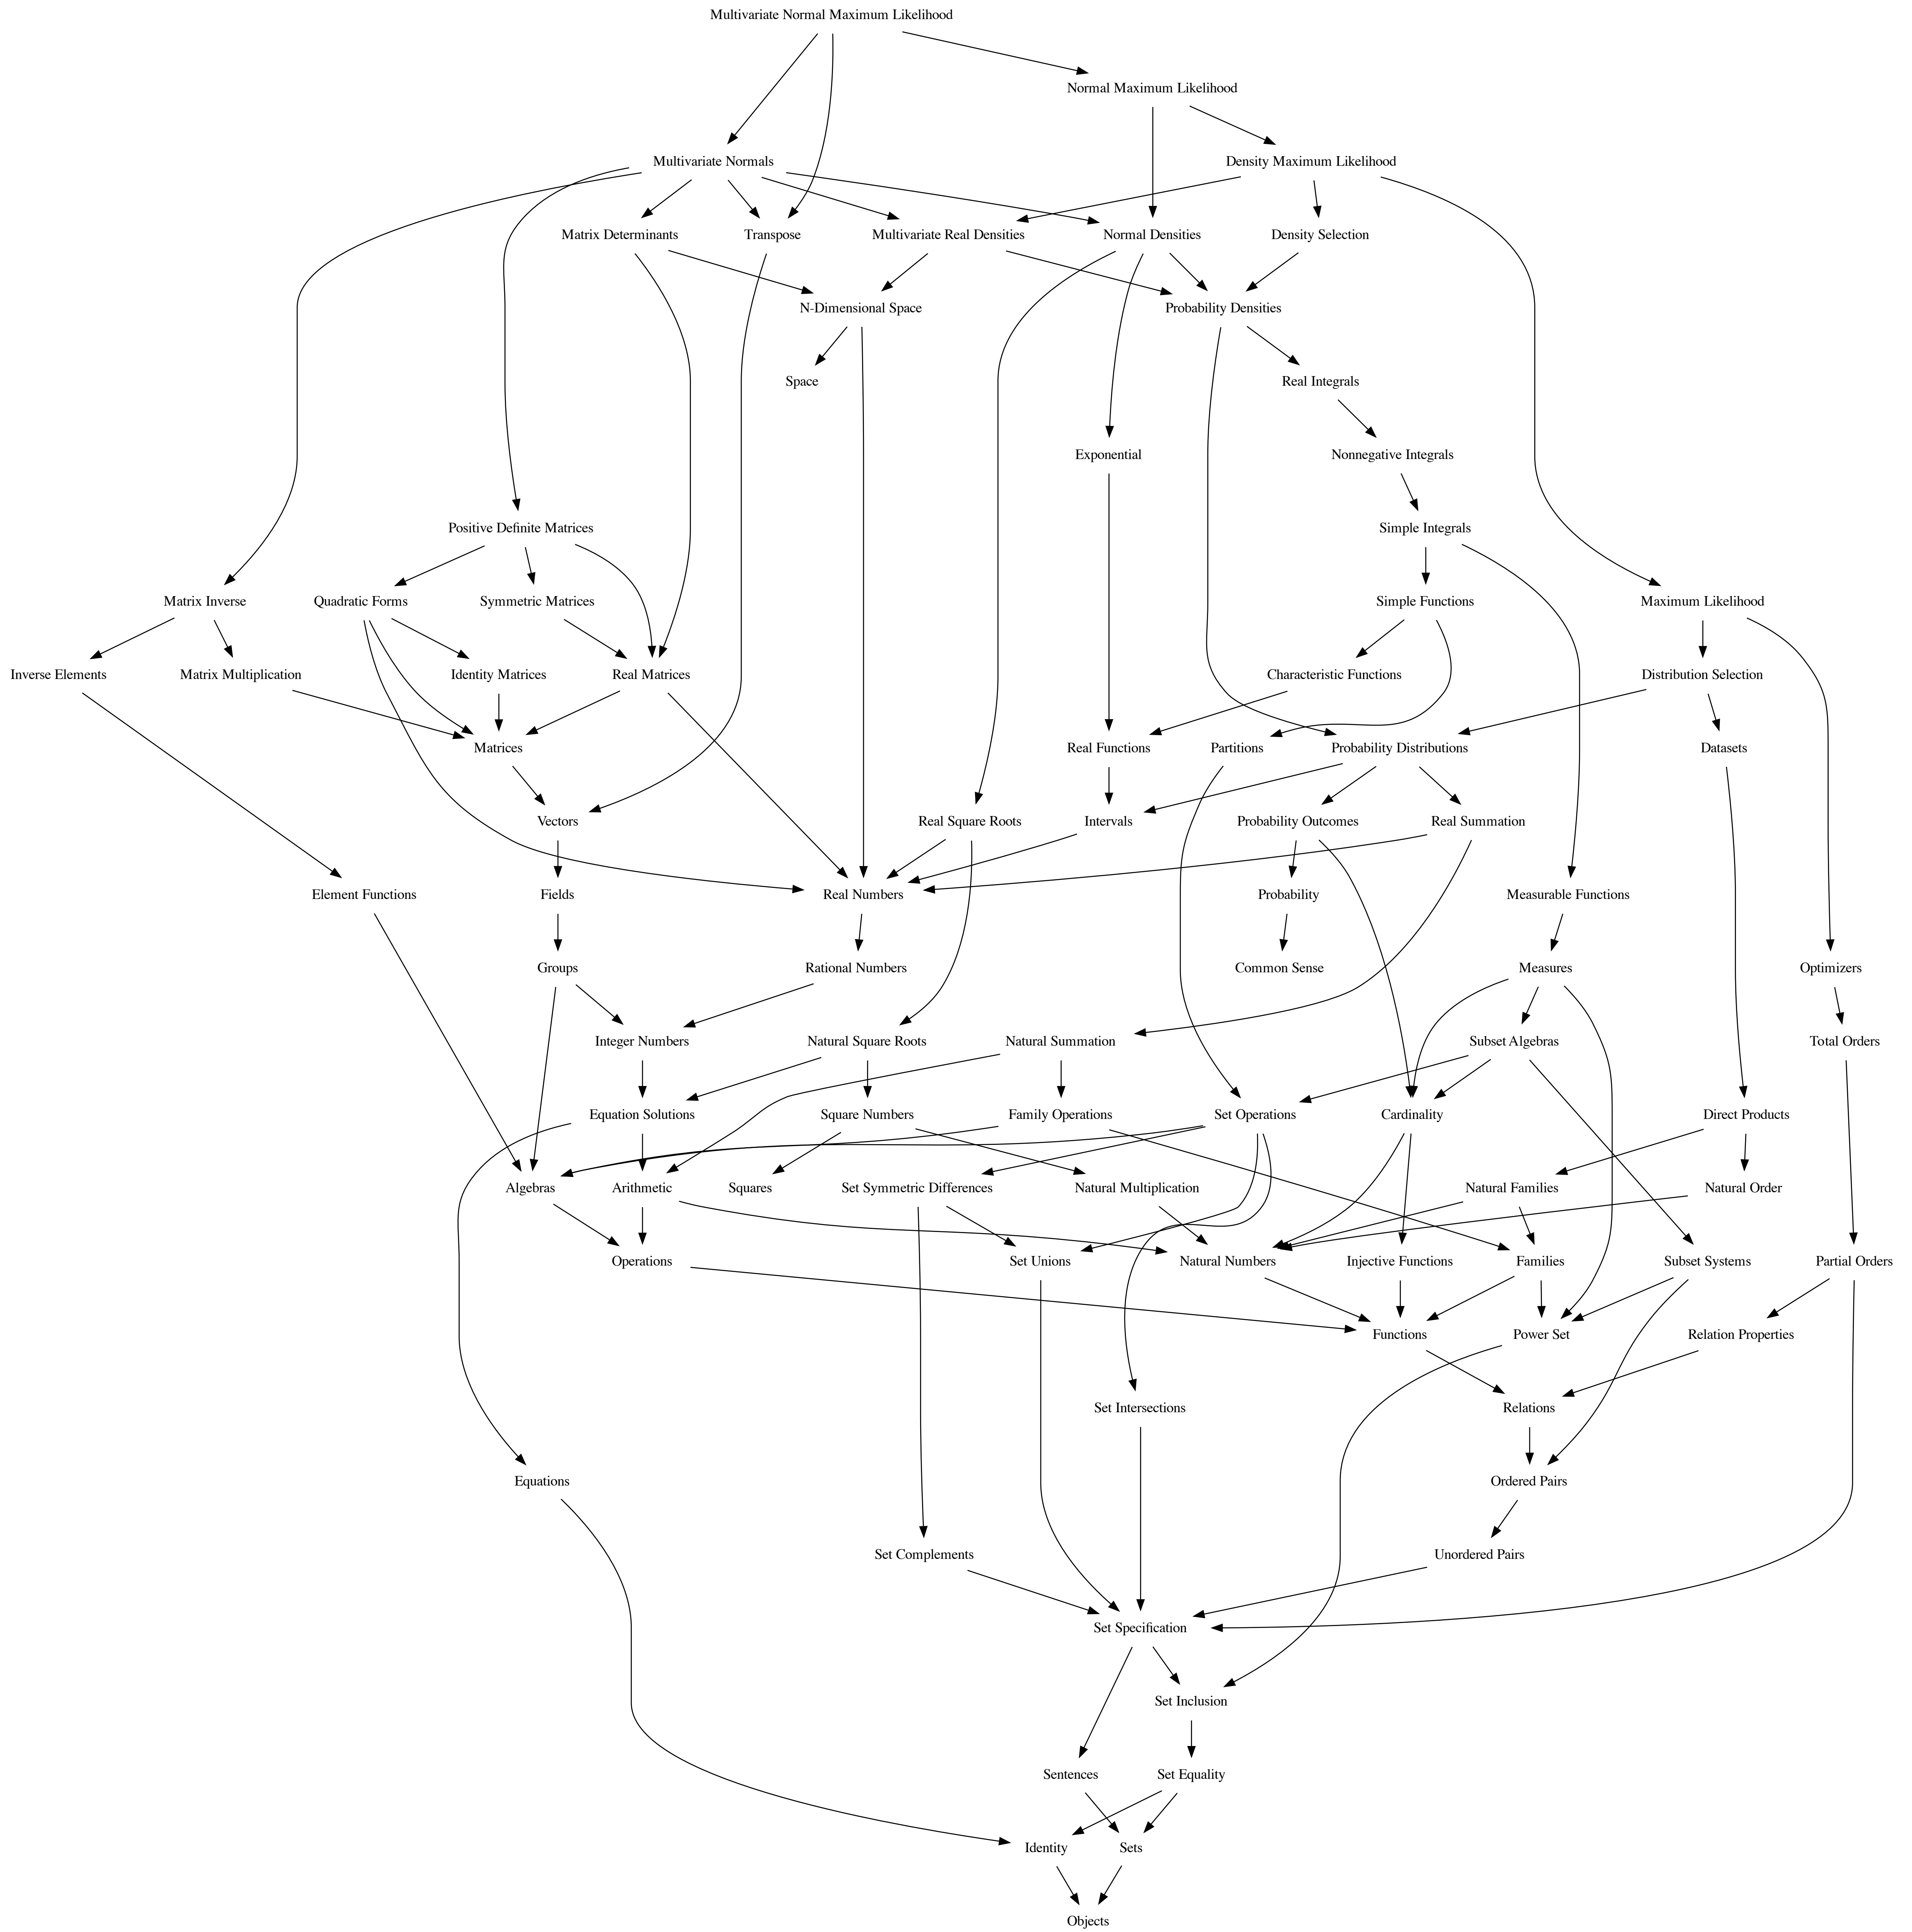 Multivariate Normal Maximum Likelihood
Normal Maximum Likelihood
Multivariate Normals
Density Maximum Likelihood
Matrix Determinants
Transpose
Multivariate Real Densities
Normal Densities
Density Selection
N-Dimensional Space
Probability Densities
Space
Real Integrals
Exponential
Nonnegative Integrals
Positive Definite Matrices
Simple Integrals
Matrix Inverse
Quadratic Forms
Symmetric Matrices
Simple Functions
Maximum Likelihood
Inverse Elements
Matrix Multiplication
Identity Matrices
Real Matrices
Characteristic Functions
Distribution Selection
Matrices
Real Functions
Partitions
Probability Distributions
Datasets
Vectors
Real Square Roots
Intervals
Probability Outcomes
Real Summation
Element Functions
Fields
Real Numbers
Probability
Measurable Functions
Groups
Rational Numbers
Common Sense
Measures
Optimizers
Integer Numbers
Natural Square Roots
Natural Summation
Subset Algebras
Total Orders
Equation Solutions
Square Numbers
Family Operations
Set Operations
Cardinality
Direct Products
Algebras
Arithmetic
Squares
Set Symmetric Differences
Natural Multiplication
Natural Families
Natural Order
Operations
Set Unions
Natural Numbers
Injective Functions
Families
Subset Systems
Partial Orders
Functions
Power Set
Relation Properties
Set Intersections
Relations
Equations
Ordered Pairs
Set Complements
Unordered Pairs
Set Specification
Set Inclusion
Sentences
Set Equality
Identity
Sets
Objects